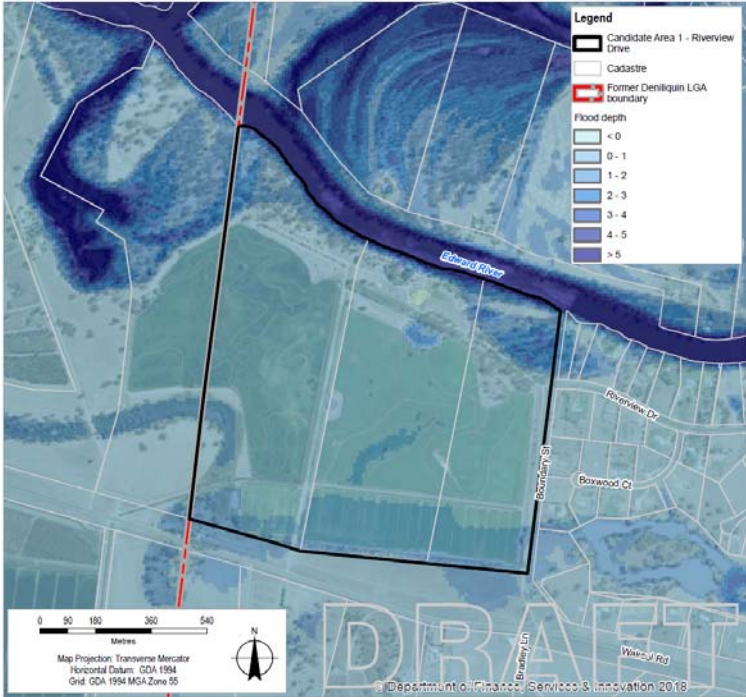 Legend
Candidate Area 1 - Riverview
Drive
Cadastre
Former Deniliquin LGA
boundary
Flood depth
< 0
0 - 1
1 - 2
2 - 3
3 - 4
4 - 5
> 5
Edward River
Riverview Dr
Boundary St
Boxwood Ct
0 90 180 360 540
Metres
Map Projection: Transverse Mercator
Horizontal Datum: GDA 1994
Grid: GDA 1994 MGA Zone 55
N
DRAFT
Bradley Ln
Rd
© Department of Finance, Services & Innovation 2018